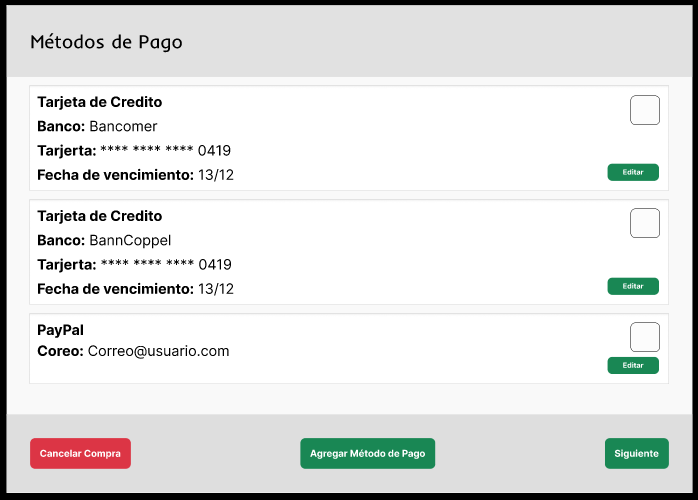 Métodos de Pago
Tarjeta de Credito
Banco: Bancomer
Tarjerta: **** **** **** 0419
Fecha de vencimiento: 13/12
Editar
Tarjeta de Credito
Banco: BannCoppel
Tarjerta: **** **** **** 0419
Fecha de vencimiento: 13/12
Editar
PayPal
Coreo: Correo@usuario.com
Editar
Cancelar Compra
Agregar Método de Pago
Siguiente